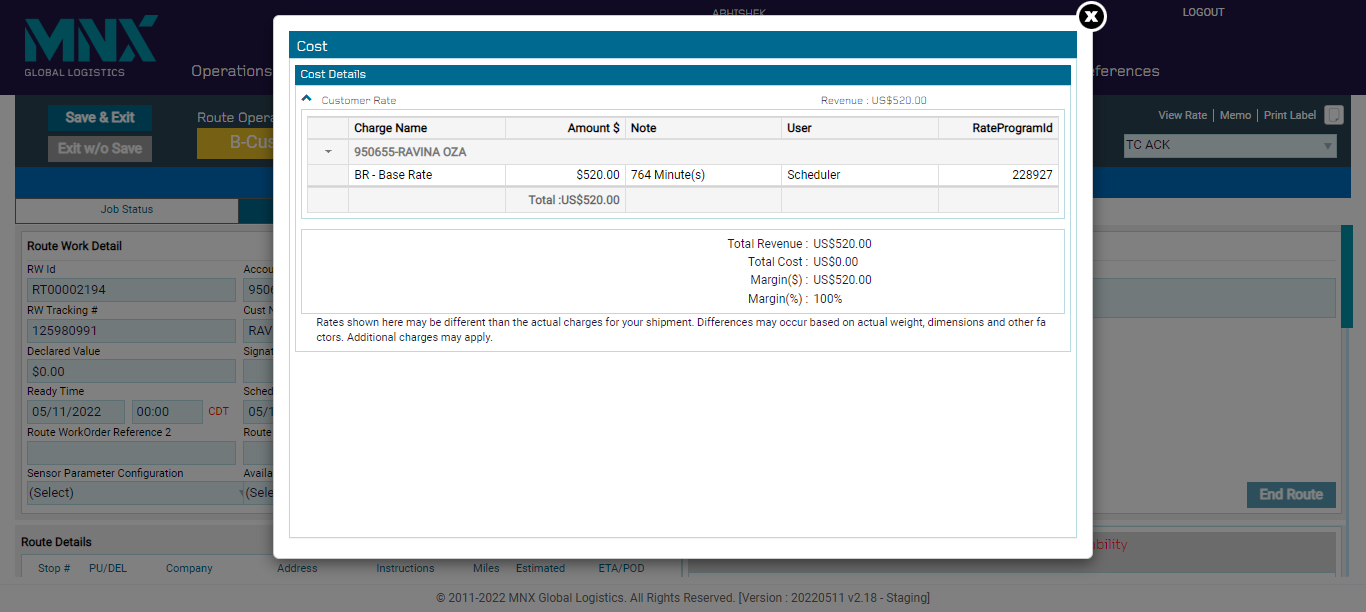 ABHISHEK
LOGOUT
MNX
GLOBAL LOGISTICS
Operations
ferences
Cost
Cost Details
Customer Rate
Revenue : US$520.00
Charge Name Amount $ Note User RateProgramId
950655-RAVINA OZA
BR - Base Rate $520.00 764 Minute(s) Scheduler 228927
Total :US$520.00
Total Revenue : US$520.00
Total Cost : US$0.00
Margin($) : US$520.00
Margin(%) : 100%
Rates shown here may be different than the actual charges for your shipment. Differences may occur based on actual weight, dimensions and other fa
ctors. Additional charges may apply.
Save & Exit
Exit w/o Save
Route Opera
B-Cus
View Rate | Memo | Print Label
TC ACK
Job Status
Route Work Detail
RW Id Accou
RT00002194 9506
RW Tracking # Cust N
125980991 RAV
Declared Value Signat
$0.00
Ready Time Sched
05/11/2022 00:00 CDT 05/1
Route WorkOrder Reference 2 Route
Sensor Parameter Configuration Availa
(Select) (Sele
End Route
Route Details
bility
Stop # PU/DEL Company Address Instructions Miles Estimated ETA/POD
© 2011-2022 MNX Global Logistics. All Rights Reserved. [Version : 20220511 v2.18 - Staging]